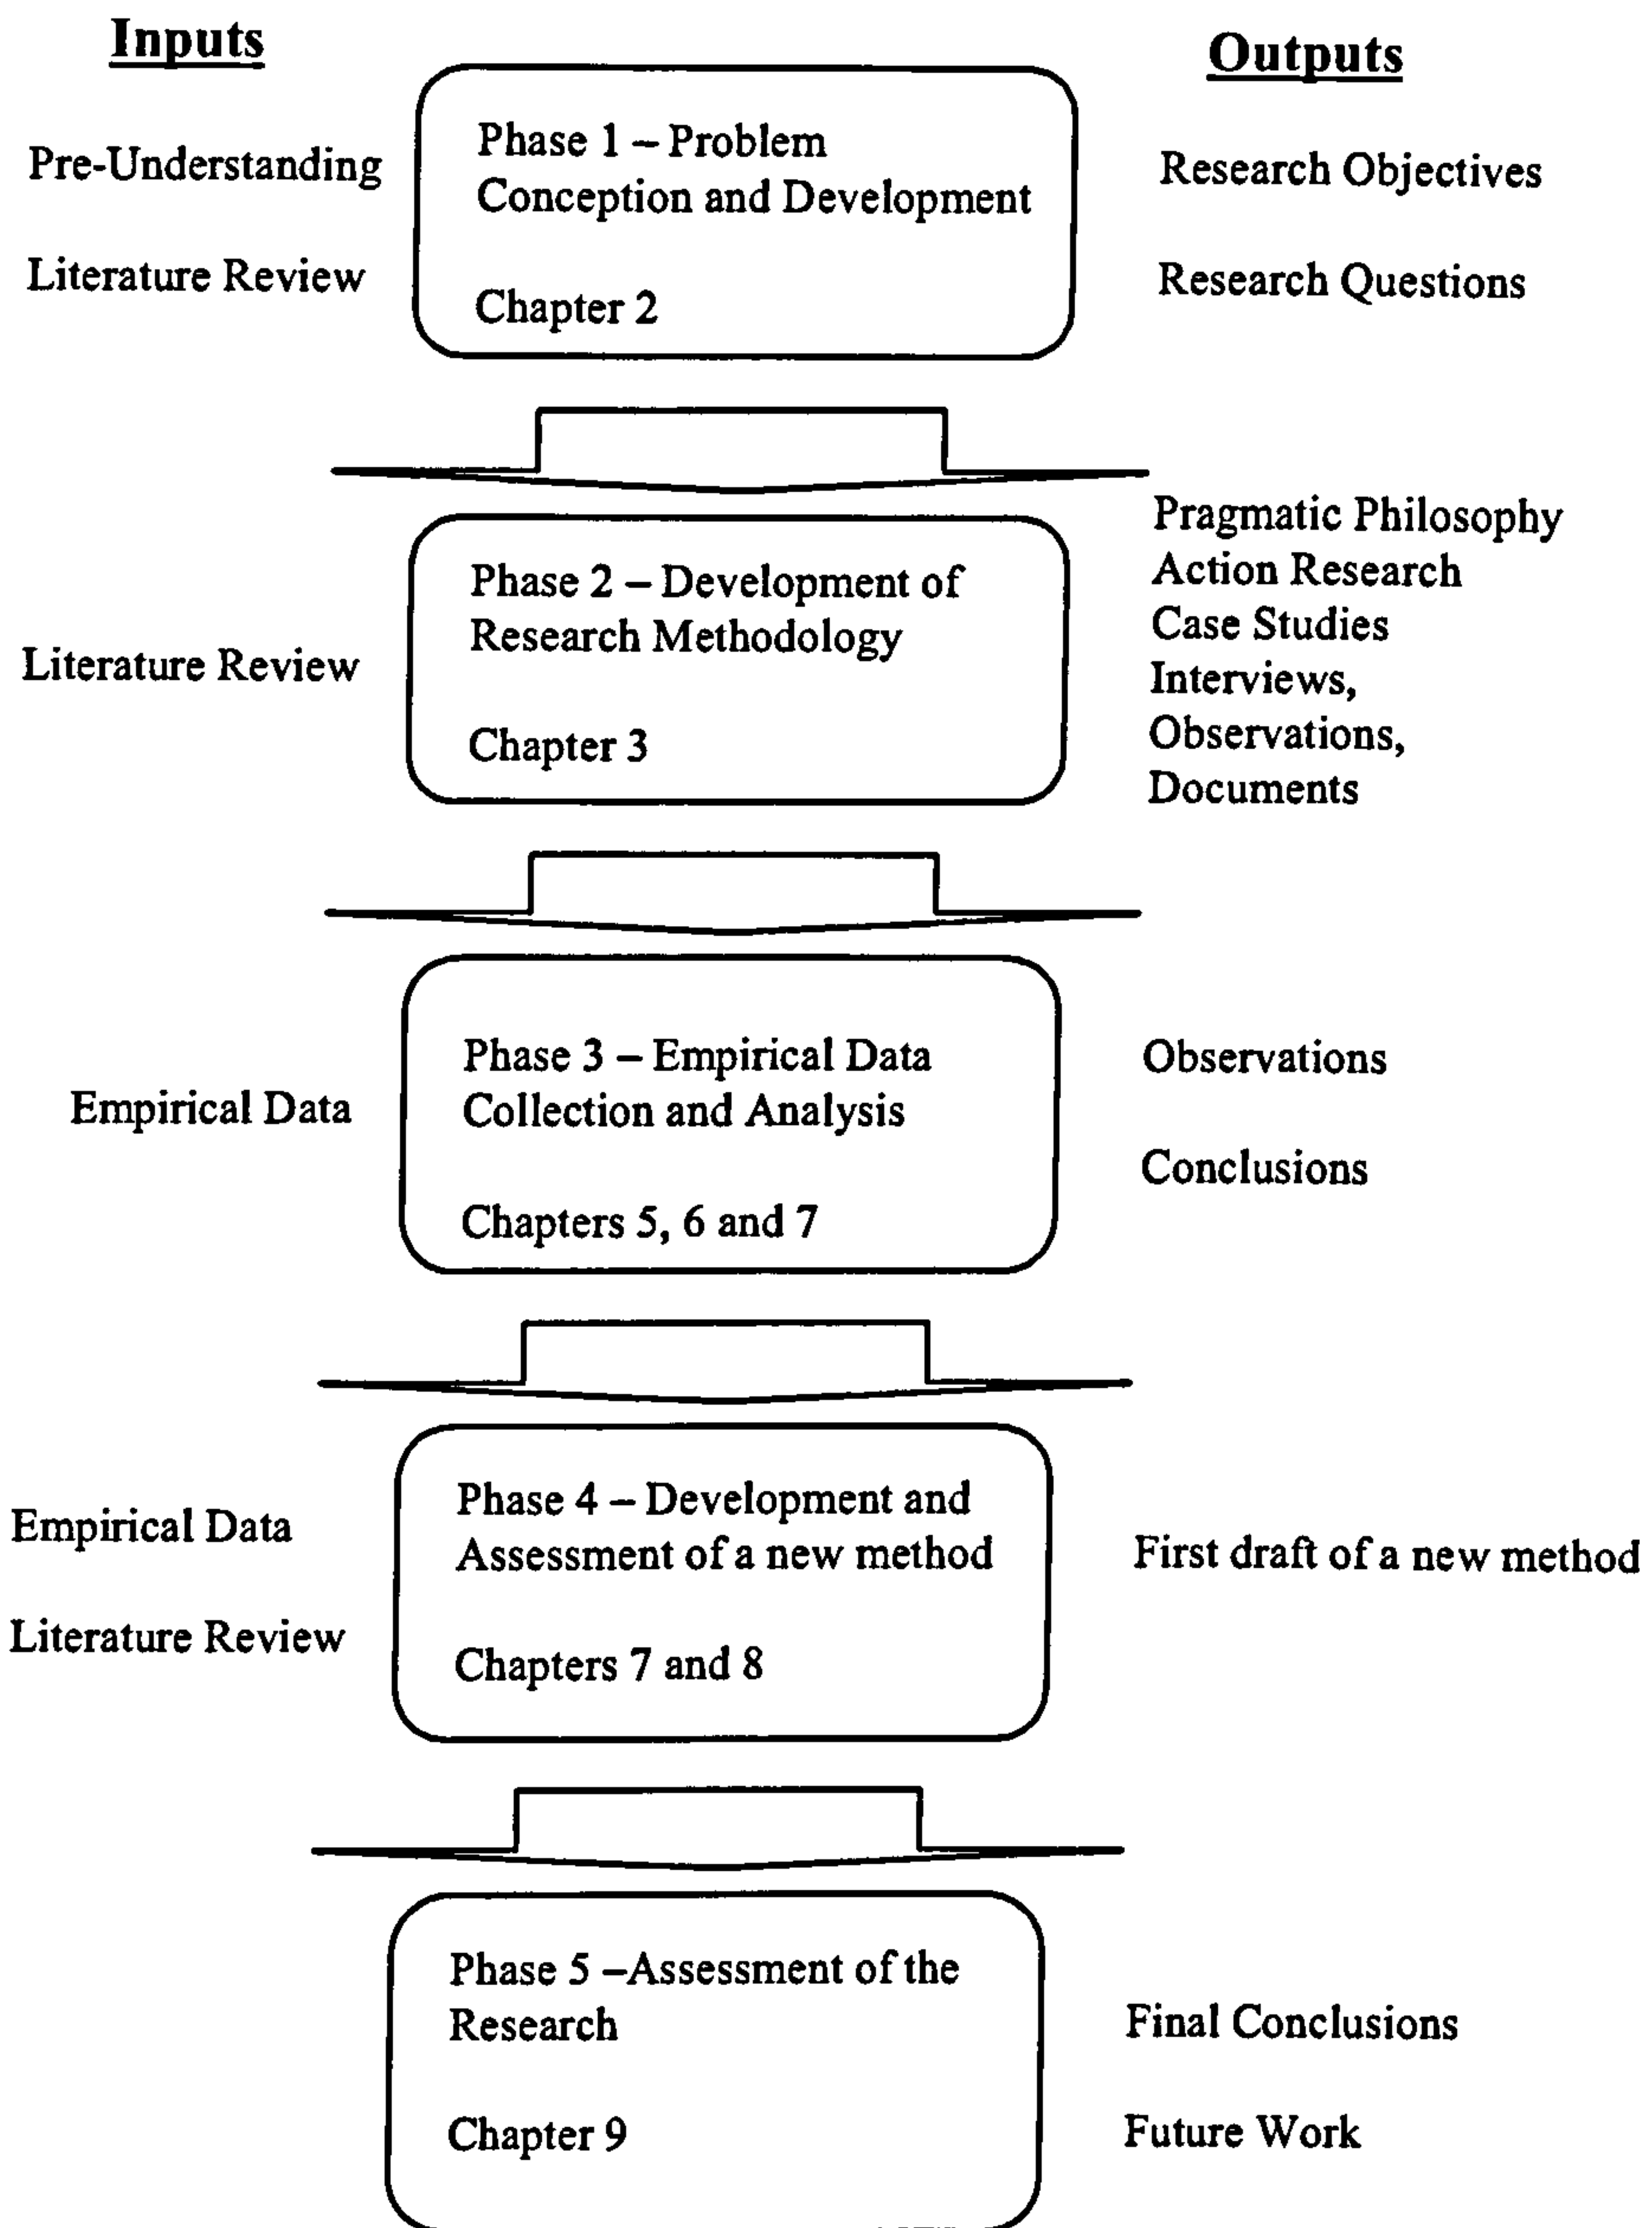 Inputs
Outputs
Pre-Understanding
Literature Review
Phase 1 – Problem
Conception and Development
Chapter 2
Research Objectives
Research Questions
Literature Review
Phase 2 – Development of
Research Methodology
Chapter 3
Pragmatic Philosophy
Action Research
Case Studies
Interviews,
Observations,
Documents
Empirical Data
Phase 3 – Empirical Data
Collection and Analysis
Chapters 5, 6 and 7
Observations
Conclusions
Empirical Data
Literature Review
Phase 4 – Development and
Assessment of a new method
Chapters 7 and 8
First draft of a new method
Phase 5 –Assessment of the
Research
Chapter 9
Final Conclusions
Future Work